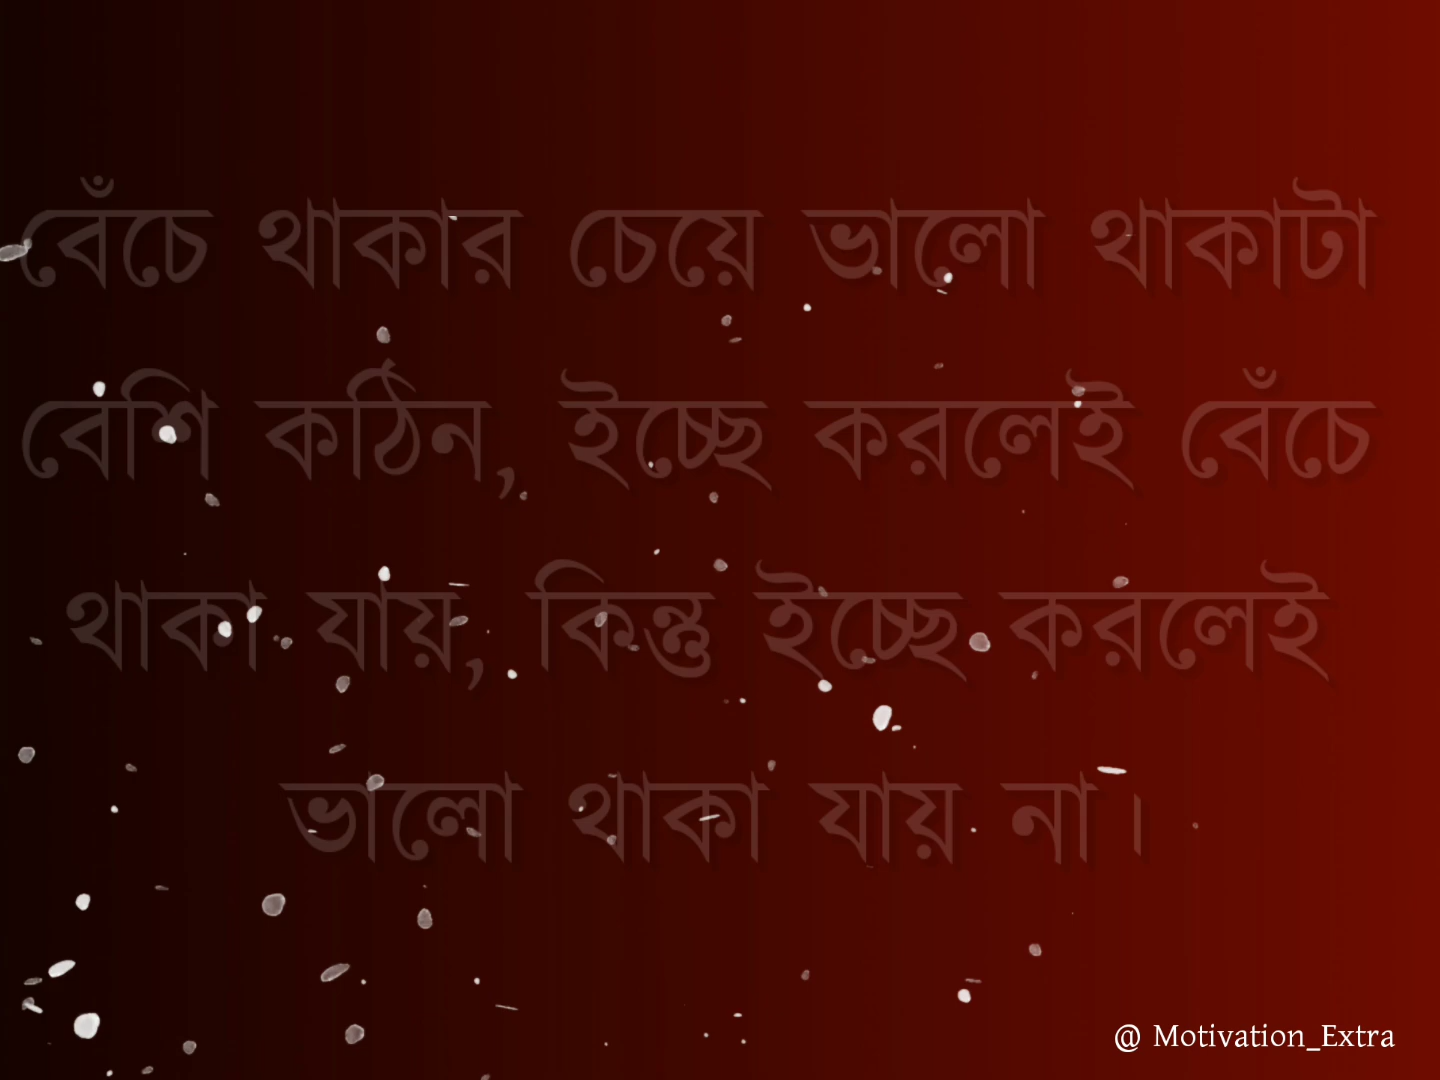 বেঁচে থাকার চেয়ে ভালো থাকাটা
বেশি কঠিন, ইচ্ছে করলেই বেঁচে
থাকা যায়, কিন্তু ইচ্ছে করলেই
ভালো থাকা যায় না।
@ Motivation_Extra